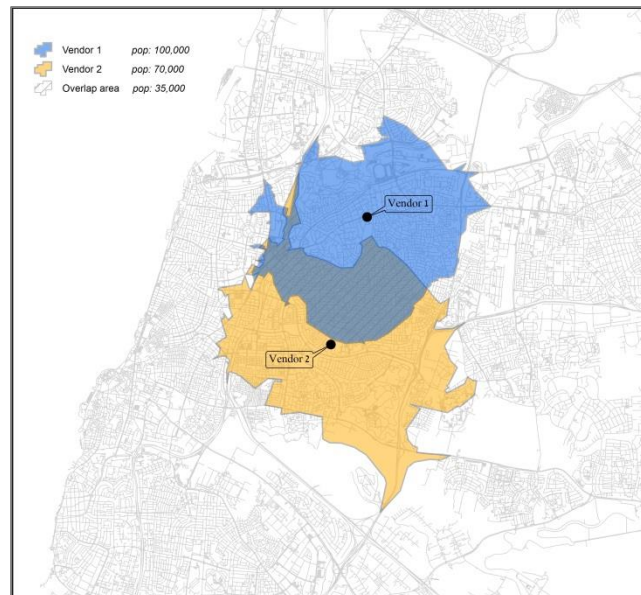 Vendor 1 pop: 100,000
Vendor 2 pop: 70,000
Overlap area pop: 35,000
Vendor 1
Vendor 2